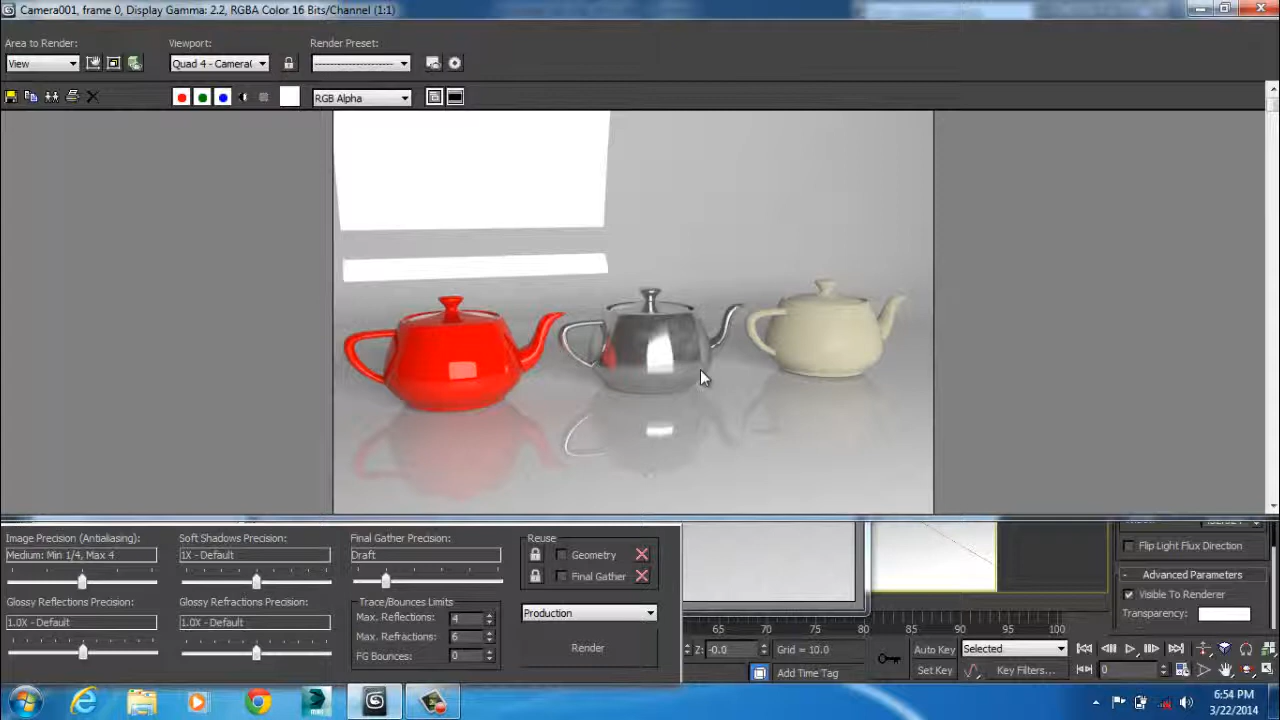 Camera001, frame 0, Display Gamma: 2.2, RGBA Color 16 Bits/Channel (1:1)
Area to Render:
Viewport:
Render Preset:
View
Quad 4 - Camera
RGB Alpha
Image Precision (Antialiasing):
Soft Shadows Precision:
Final Gather Precision:
Reuse
Medium: Min 1/4, Max 4
1X - Default
Draft
Geometry
Final Gather
Glossy Reflections Precision:
Glossy Refractions Precision:
Trace/Bounces Limits
1.0X - Default
1.0X - Default
Max. Reflections: 4
Max. Refractions: 6
FG Bounces: 0
Production
Render
Flip Light Flux Direction
- Advanced Parameters
Visible To Renderer
Transparency:
65 70 75 80 85 90 95 100
Z: -0.0
Grid = 10.0
Add Time Tag
Auto Key
Selected
Set Key
Key Filters...
0
6:54 PM
3/22/2014